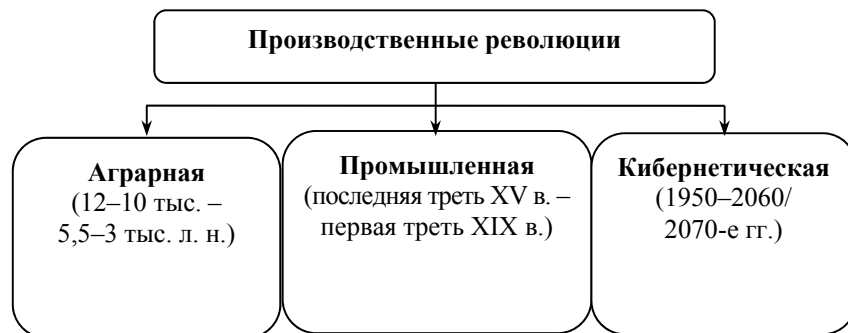 Производственные революции
Аграрная
(12–10 тыс. –
5,5–3 тыс. л. н.)
Промышленная
(последняя треть XV в. –
первая треть XIX в.)
Кибернетическая
(1950–2060/
2070-е гг.)